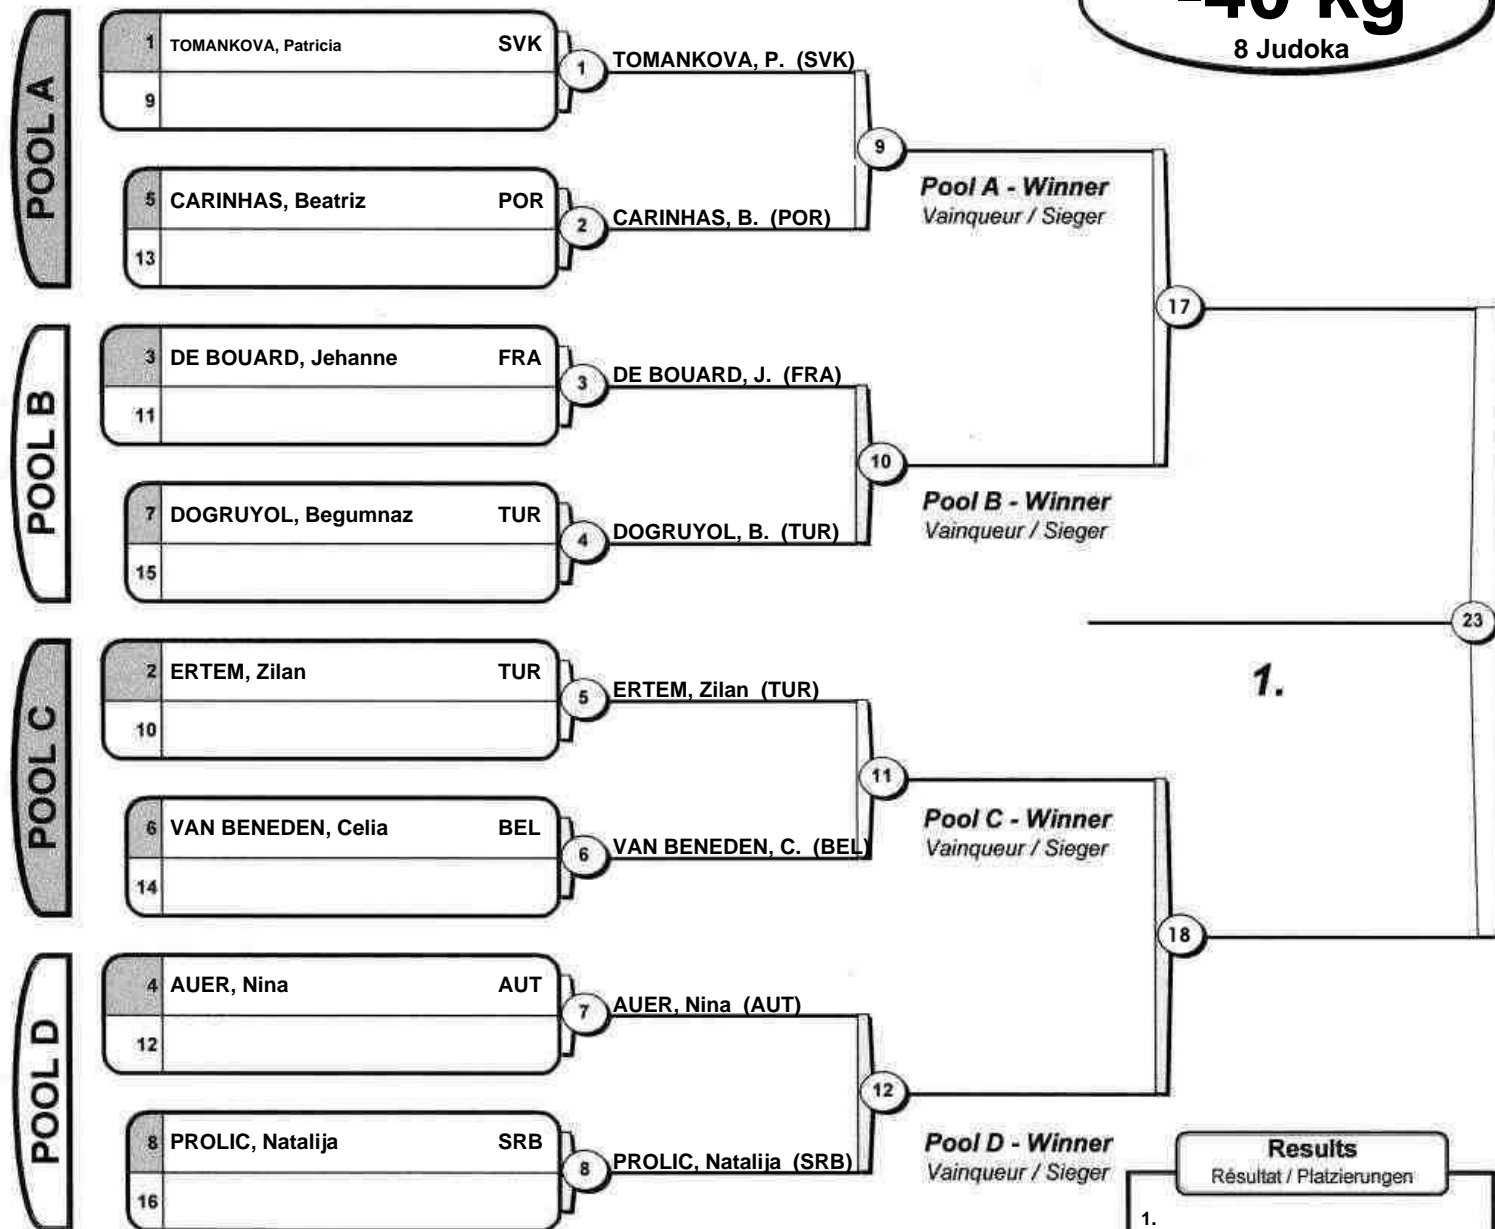 -40 kg
8 Judoka
POOL A
1 TOMANKOVA, Patricia SVK
9
1 TOMANKOVA, P. (SVK)
5 CARINHAS, Beatriz POR
13
2 CARINHAS, B. (POR)
9
Pool A - Winner
Vainqueur / Sieger
17
POOL B
3 DE BOUARD, Jehanne FRA
11
3 DE BOUARD, J. (FRA)
7 DOGRUYOL, Begumnaz TUR
15
4 DOGRUYOL, B. (TUR)
10
Pool B - Winner
Vainqueur / Sieger
23
1.
POOL C
2 ERTEM, Zilan TUR
10
5 ERTEM, Zilan (TUR)
6 VAN BENEDEN, Celia BEL
14
6 VAN BENEDEN, C. (BEL)
11
Pool C - Winner
Vainqueur / Sieger
18
POOL D
4 AUER, Nina AUT
12
7 AUER, Nina (AUT)
8 PROLIC, Natalija SRB
16
8 PROLIC, Natalija (SRB)
12
Pool D - Winner
Vainqueur / Sieger
Results
Résultat / Platzierungen
1.